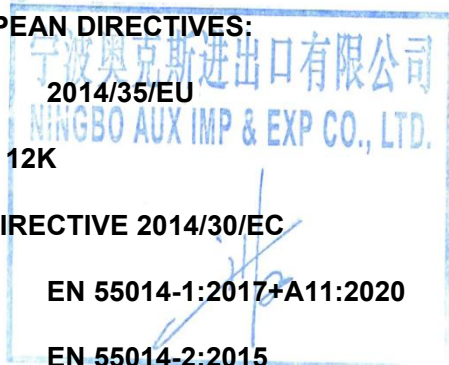 PEAN DIRECTIVES:
宁波奥克斯进出口有限公司
2014/35/EU
NINGBO AUX IMP & EXP CO., LTD.
12K
IRECTIVE 2014/30/EC
EN 55014-1:2017+A11:2020
EN 55014-2:2015